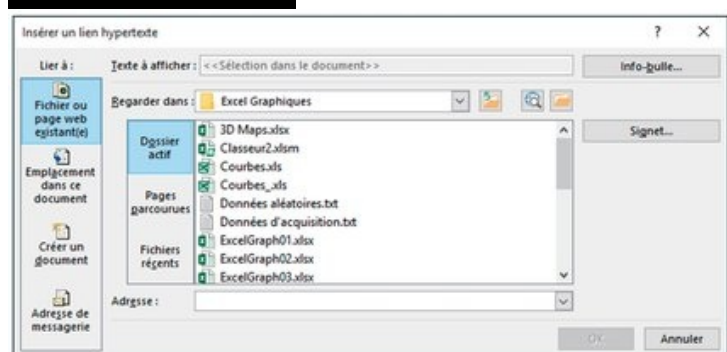 Insérer un lien hypertexte ? ×
Lier à :
Texte à afficher : <<Sélection dans le document>>
Info-bulle...
Fichier ou
page web
existant(e)
Emplacement
dans ce
document
Créer un
document
Adresse de
messagerie
Regarder dans : Excel Graphiques
Dossier
actif
Pages
parcourues
Fichiers
récents
3D Maps.xlsx
Classeur2.xlsm
Courbes.xls
Courbes_.xls
Données aléatoires.txt
Données d'acquisition.txt
ExcelGraph01.xlsx
ExcelGraph02.xlsx
ExcelGraph03.xlsx
Signet...
Adresse :
OK
Annuler